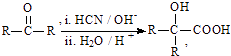 O OH
R—C—R, , i. HCN / OH⁻ R—C—COOH
ii. H₂O / H⁺
R,